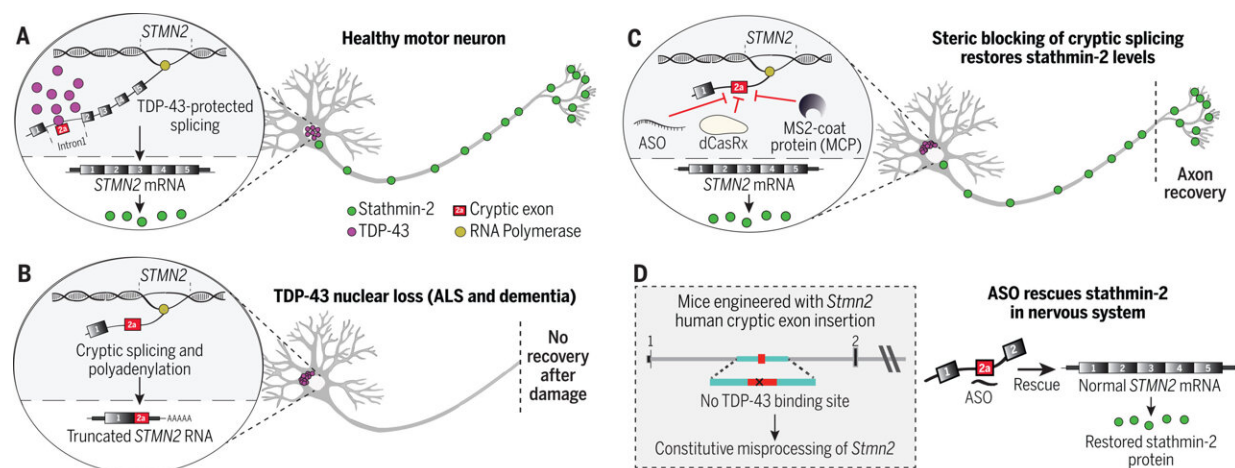 A
STMN2
TDP-43-protected
splicing
1
2a
2
3
4
5
Intron1
1 2 3 4 5
STMN2 mRNA
Healthy motor neuron
Stathmin-2
TDP-43
2a Cryptic exon
RNA Polymerase
B
STMN2
1
2a
Cryptic splicing and
polyadenylation
1 2a AAAAA
Truncated STMN2 RNA
TDP-43 nuclear loss (ALS and dementia)
No
recovery
after
damage
C
STMN2
1
2a
ASO
dCasRx
MS2-coat
protein (MCP)
1 2 3 4 5
STMN2 mRNA
Steric blocking of cryptic splicing
restores stathmin-2 levels
Axon
recovery
D
Mice engineered with Stmn2
human cryptic exon insertion
1
2
No TDP-43 binding site
Constitutive misprocessing of Stmn2
ASO rescues stathmin-2
in nervous system
1
2a
2
ASO
Rescue
1 2 3 4 5
Normal STMN2 mRNA
Restored stathmin-2
protein